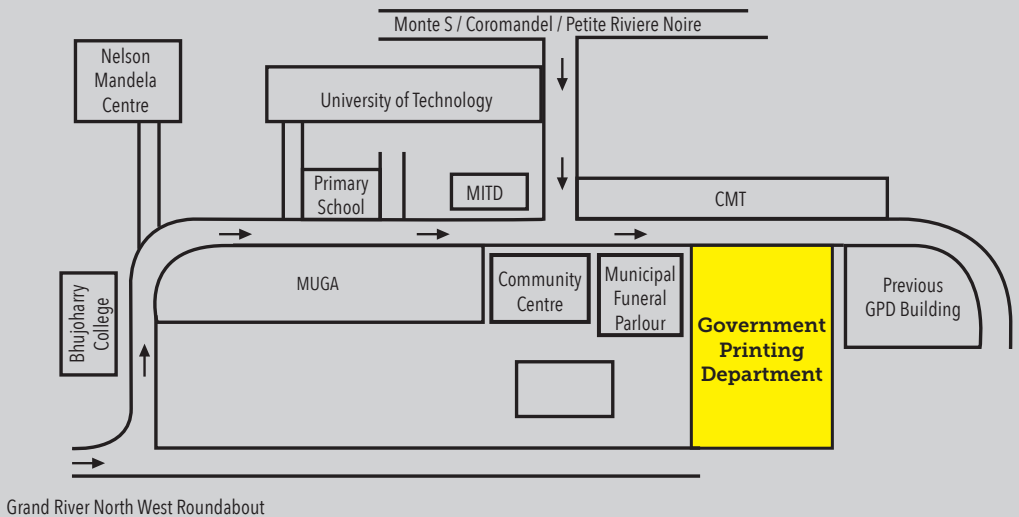 Monte S / Coromandel / Petite Riviere Noire
Nelson
Mandela
Centre
University of Technology
Primary
School
MITD
CMT
Bhujoharry
College
MUGA
Community
Centre
Municipal
Funeral
Parlour
Government
Printing
Department
Previous
GPD Building
Grand River North West Roundabout